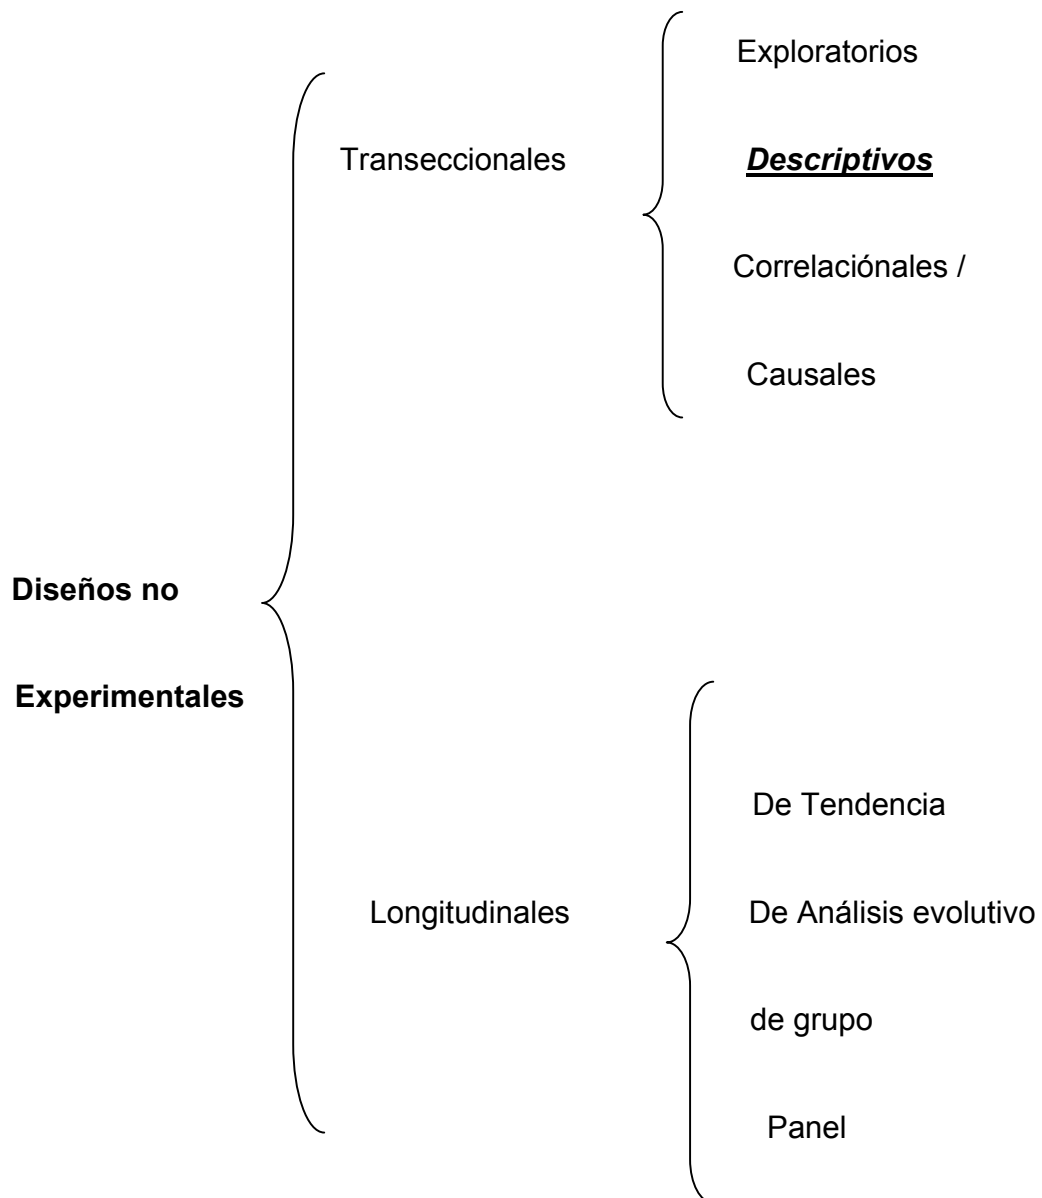 Exploratorios
Transeccionales
Descriptivos
Correlaciónales /
Causales
Diseños no
Experimentales
De Tendencia
Longitudinales
De Análisis evolutivo
de grupo
Panel